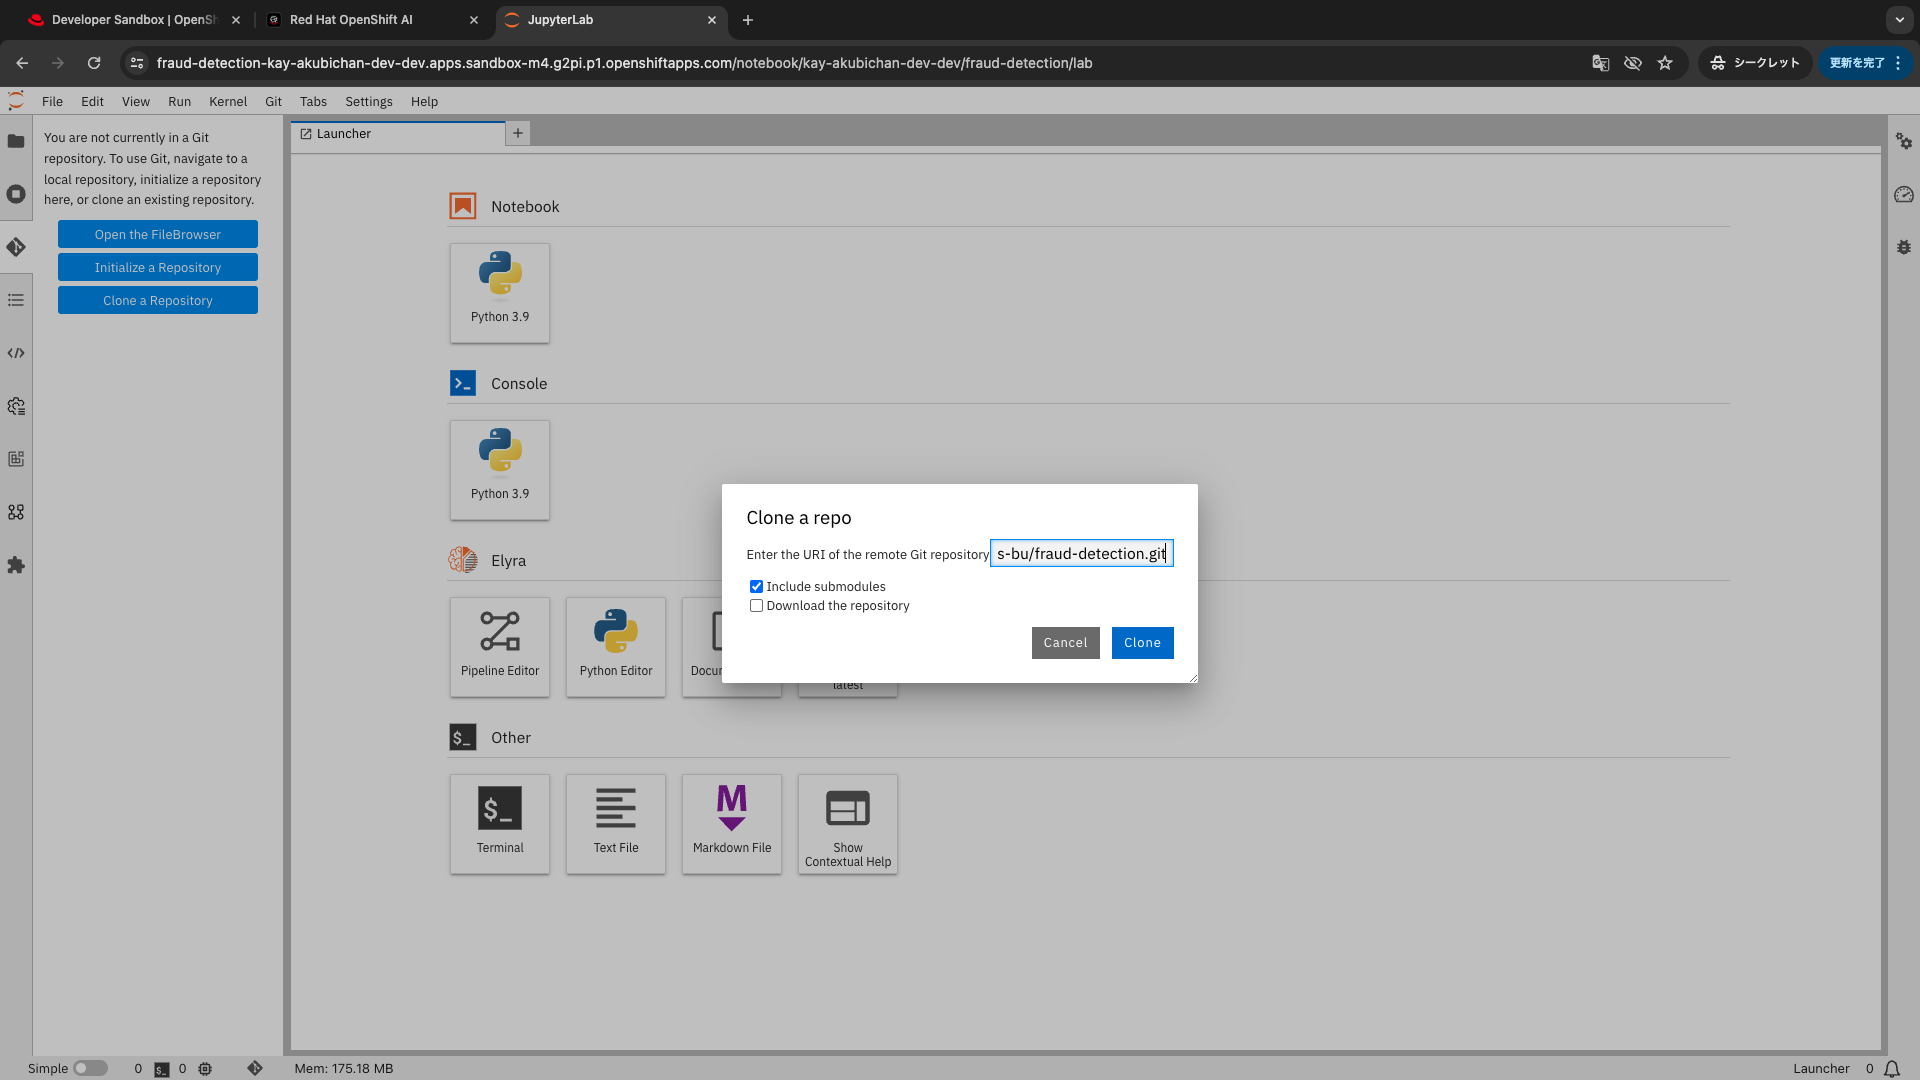 Developer Sandbox | OpenSh
Red Hat OpenShift AI
JupyterLab
fraud-detection-kay-akubichan-dev-dev.apps.sandbox-m4.g2pi.p1.openshiftapps.com/notebook/kay-akubichan-dev-dev/fraud-detection/lab
シークレット
更新を完了
File Edit View Run Kernel Git Tabs Settings Help
You are not currently in a Git
repository. To use Git, navigate to a
local repository, initialize a repository
here, or clone an existing repository.
Open the FileBrowser
Initialize a Repository
Clone a Repository
Launcher
Notebook
Python 3.9
Console
Python 3.9
Elyra
Pipeline Editor
Python Editor
Docu
latest
Clone a repo
Enter the URI of the remote Git repository
s-bu/fraud-detection.git
Include submodules
Download the repository
Cancel
Clone
Other
$_
Terminal
Text File
Markdown File
Show
Contextual Help
Simple
0
$_
0
Mem: 175.18 MB
Launcher
0